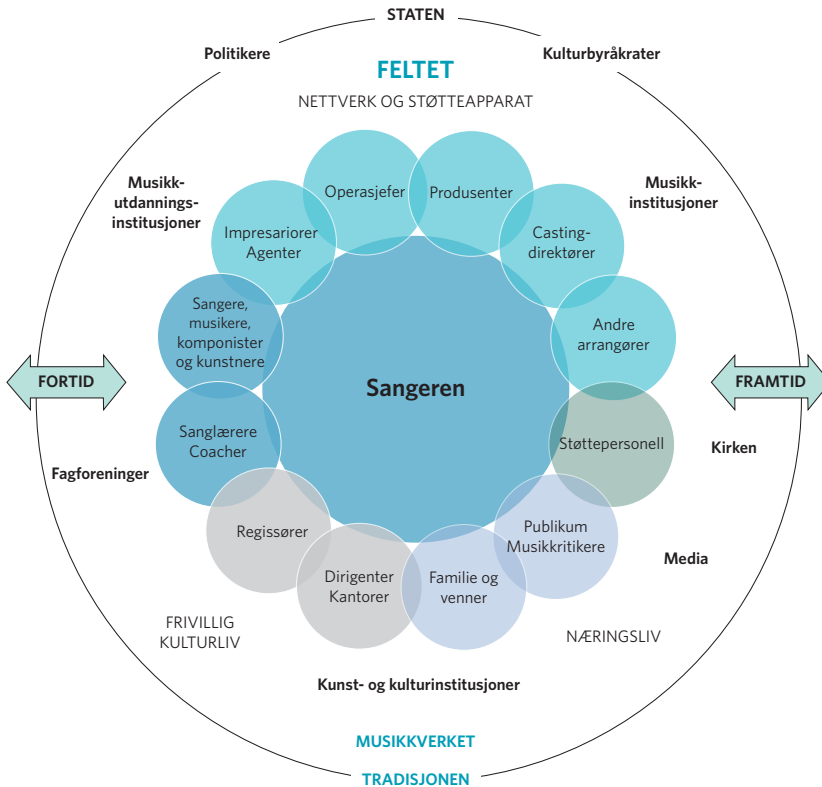 STATEN
Politikere
Kulturbyråkrater
FELTET
NETTVERK OG STØTTEAPPARAT
Musikk-
utdannings-
institusjoner
Operasjefer
Produsenter
Musikk-
institusjoner
Impresariorer
Agenter
Casting-
direktører
Sangere,
musikere,
komponister
og kunstnere
Andre
arrangører
FORTID
Sangeren
FRAMTID
Sanglærere
Coacher
Støttepersonell
Kirken
Fagforeninger
Regissører
Publikum
Musikkritikere
Media
Dirigenter
Kantorer
Familie og
venner
FRIVILLIG
KULTURLIV
NÆRINGSLIV
Kunst- og kulturinstitusjoner
MUSIKKVERKET
TRADISJONEN